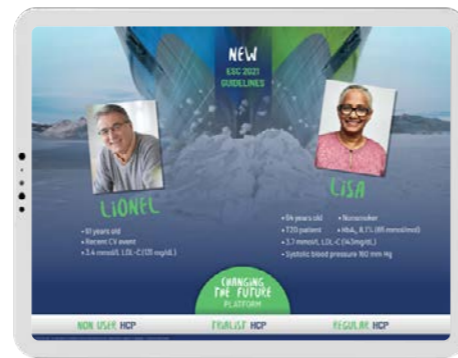 NEW
ESC 2021
GUIDELINES
LiONEL
• 61 years old
• Recent CV event
• 3.4 mmol/L LDL-C (131 mg/dL)
LiSA
• 64 years old • Nonsmoker
• T2D patient • HbA₁c 8.1% (65 mmol/mol)
• 3.7 mmol/L LDL-C (143mg/dL)
• Systolic blood pressure 160 mm Hg
CHANGING
THE FUTURE
PLATFORM
NON USER HCP TRIALIST HCP REGULAR HCP